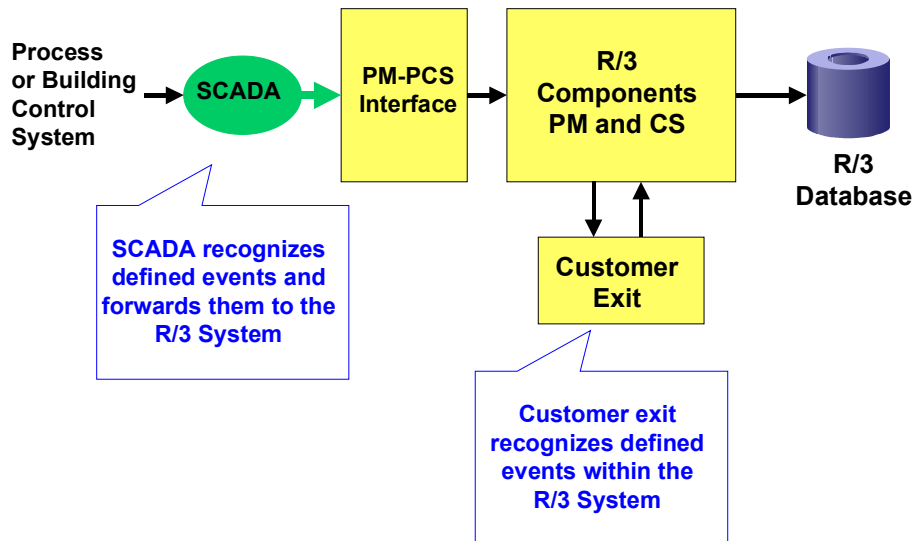 Process
or Building
Control
System
SCADA
PM-PCS
Interface
R/3
Components
PM and CS
R/3
Database
SCADA recognizes
defined events and
forwards them to the
R/3 System
Customer
Exit
Customer exit
recognizes defined
events within the
R/3 System